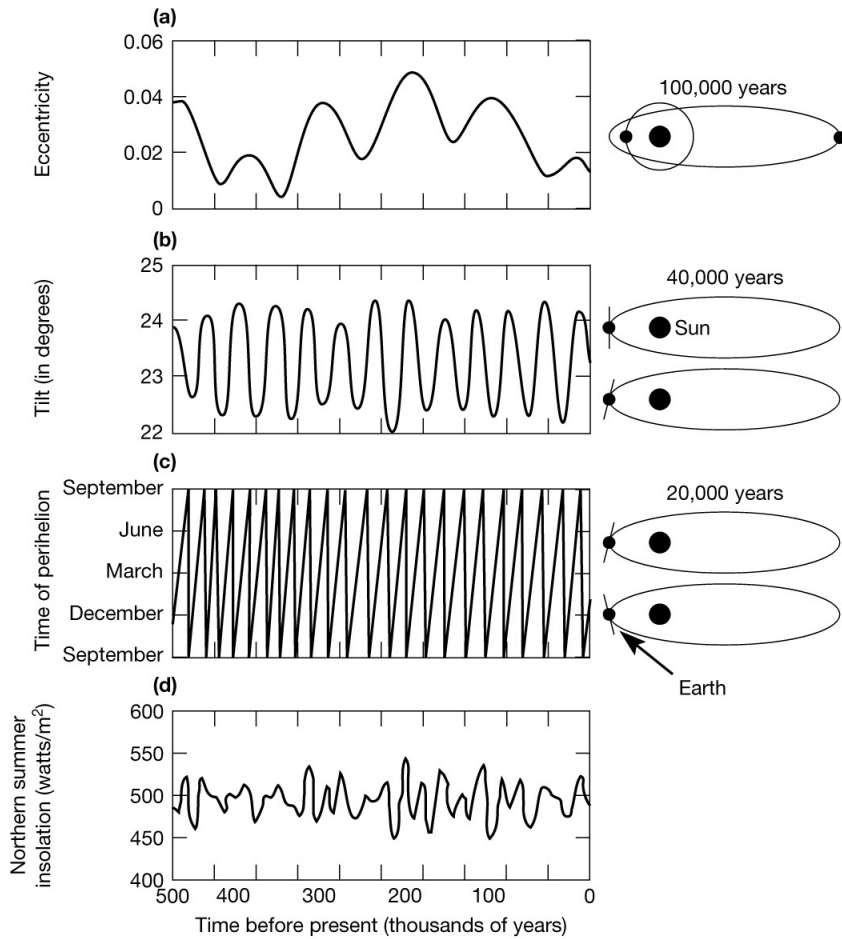 (a)
Eccentricity
0.06
0.04
0.02
0
100,000 years
(b)
Tilt (in degrees)
25
24
23
22
40,000 years
Sun
(c)
Time of perihelion
September
June
March
December
September
20,000 years
Earth
(d)
Northern summer
insolation (watts/m²)
600
550
500
450
400
500 400 300 200 100 0
Time before present (thousands of years)